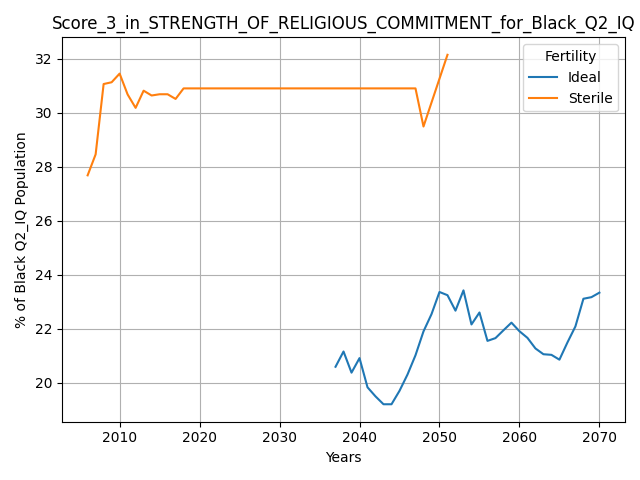 Score_3_in_STRENGTH_OF_RELIGIOUS_COMMITMENT_for_Black_Q2_IQ
Fertility
Ideal
Sterile
% of Black Q2_IQ Population
32
30
28
26
24
22
20
2010 2020 2030 2040 2050 2060 2070
Years